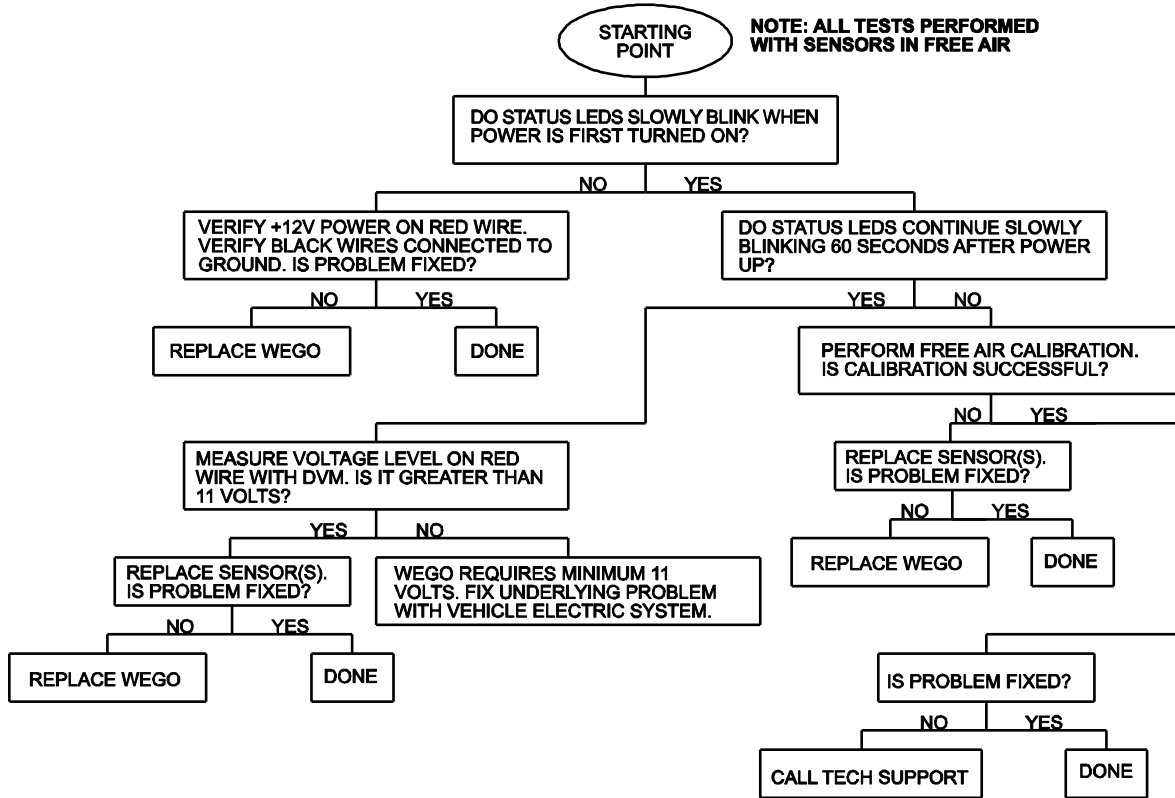 STARTING
POINT
NOTE: ALL TESTS PERFORMED
WITH SENSORS IN FREE AIR
DO STATUS LEDS SLOWLY BLINK WHEN
POWER IS FIRST TURNED ON?
NO
YES
VERIFY +12V POWER ON RED WIRE.
VERIFY BLACK WIRES CONNECTED TO
GROUND. IS PROBLEM FIXED?
NO
YES
REPLACE WEGO
DONE
DO STATUS LEDS CONTINUE SLOWLY
BLINKING 60 SECONDS AFTER POWER
UP?
YES
NO
PERFORM FREE AIR CALIBRATION.
IS CALIBRATION SUCCESSFUL?
NO
YES
MEASURE VOLTAGE LEVEL ON RED
WIRE WITH DVM. IS IT GREATER THAN
11 VOLTS?
YES
NO
REPLACE SENSOR(S).
IS PROBLEM FIXED?
NO
YES
REPLACE WEGO
DONE
WEGO REQUIRES MINIMUM 11
VOLTS. FIX UNDERLYING PROBLEM
WITH VEHICLE ELECTRIC SYSTEM.
REPLACE SENSOR(S).
IS PROBLEM FIXED?
NO
YES
REPLACE WEGO
DONE
IS PROBLEM FIXED?
NO
YES
CALL TECH SUPPORT
DONE